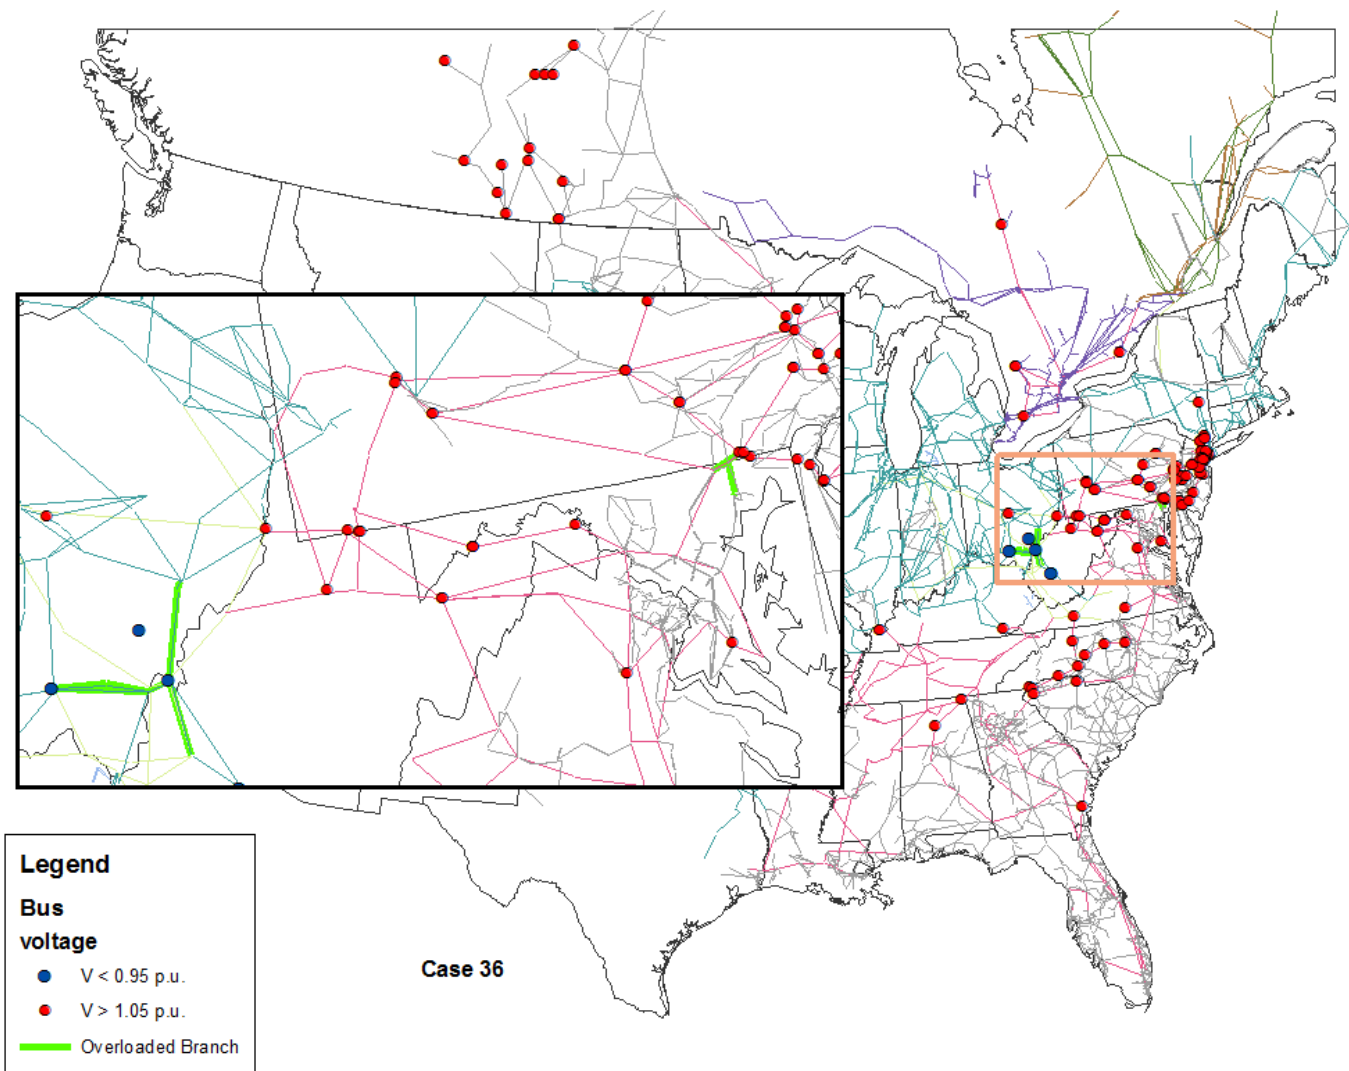 Case 36
Legend
Bus
voltage
V < 0.95 p.u.
V > 1.05 p.u.
Overloaded Branch